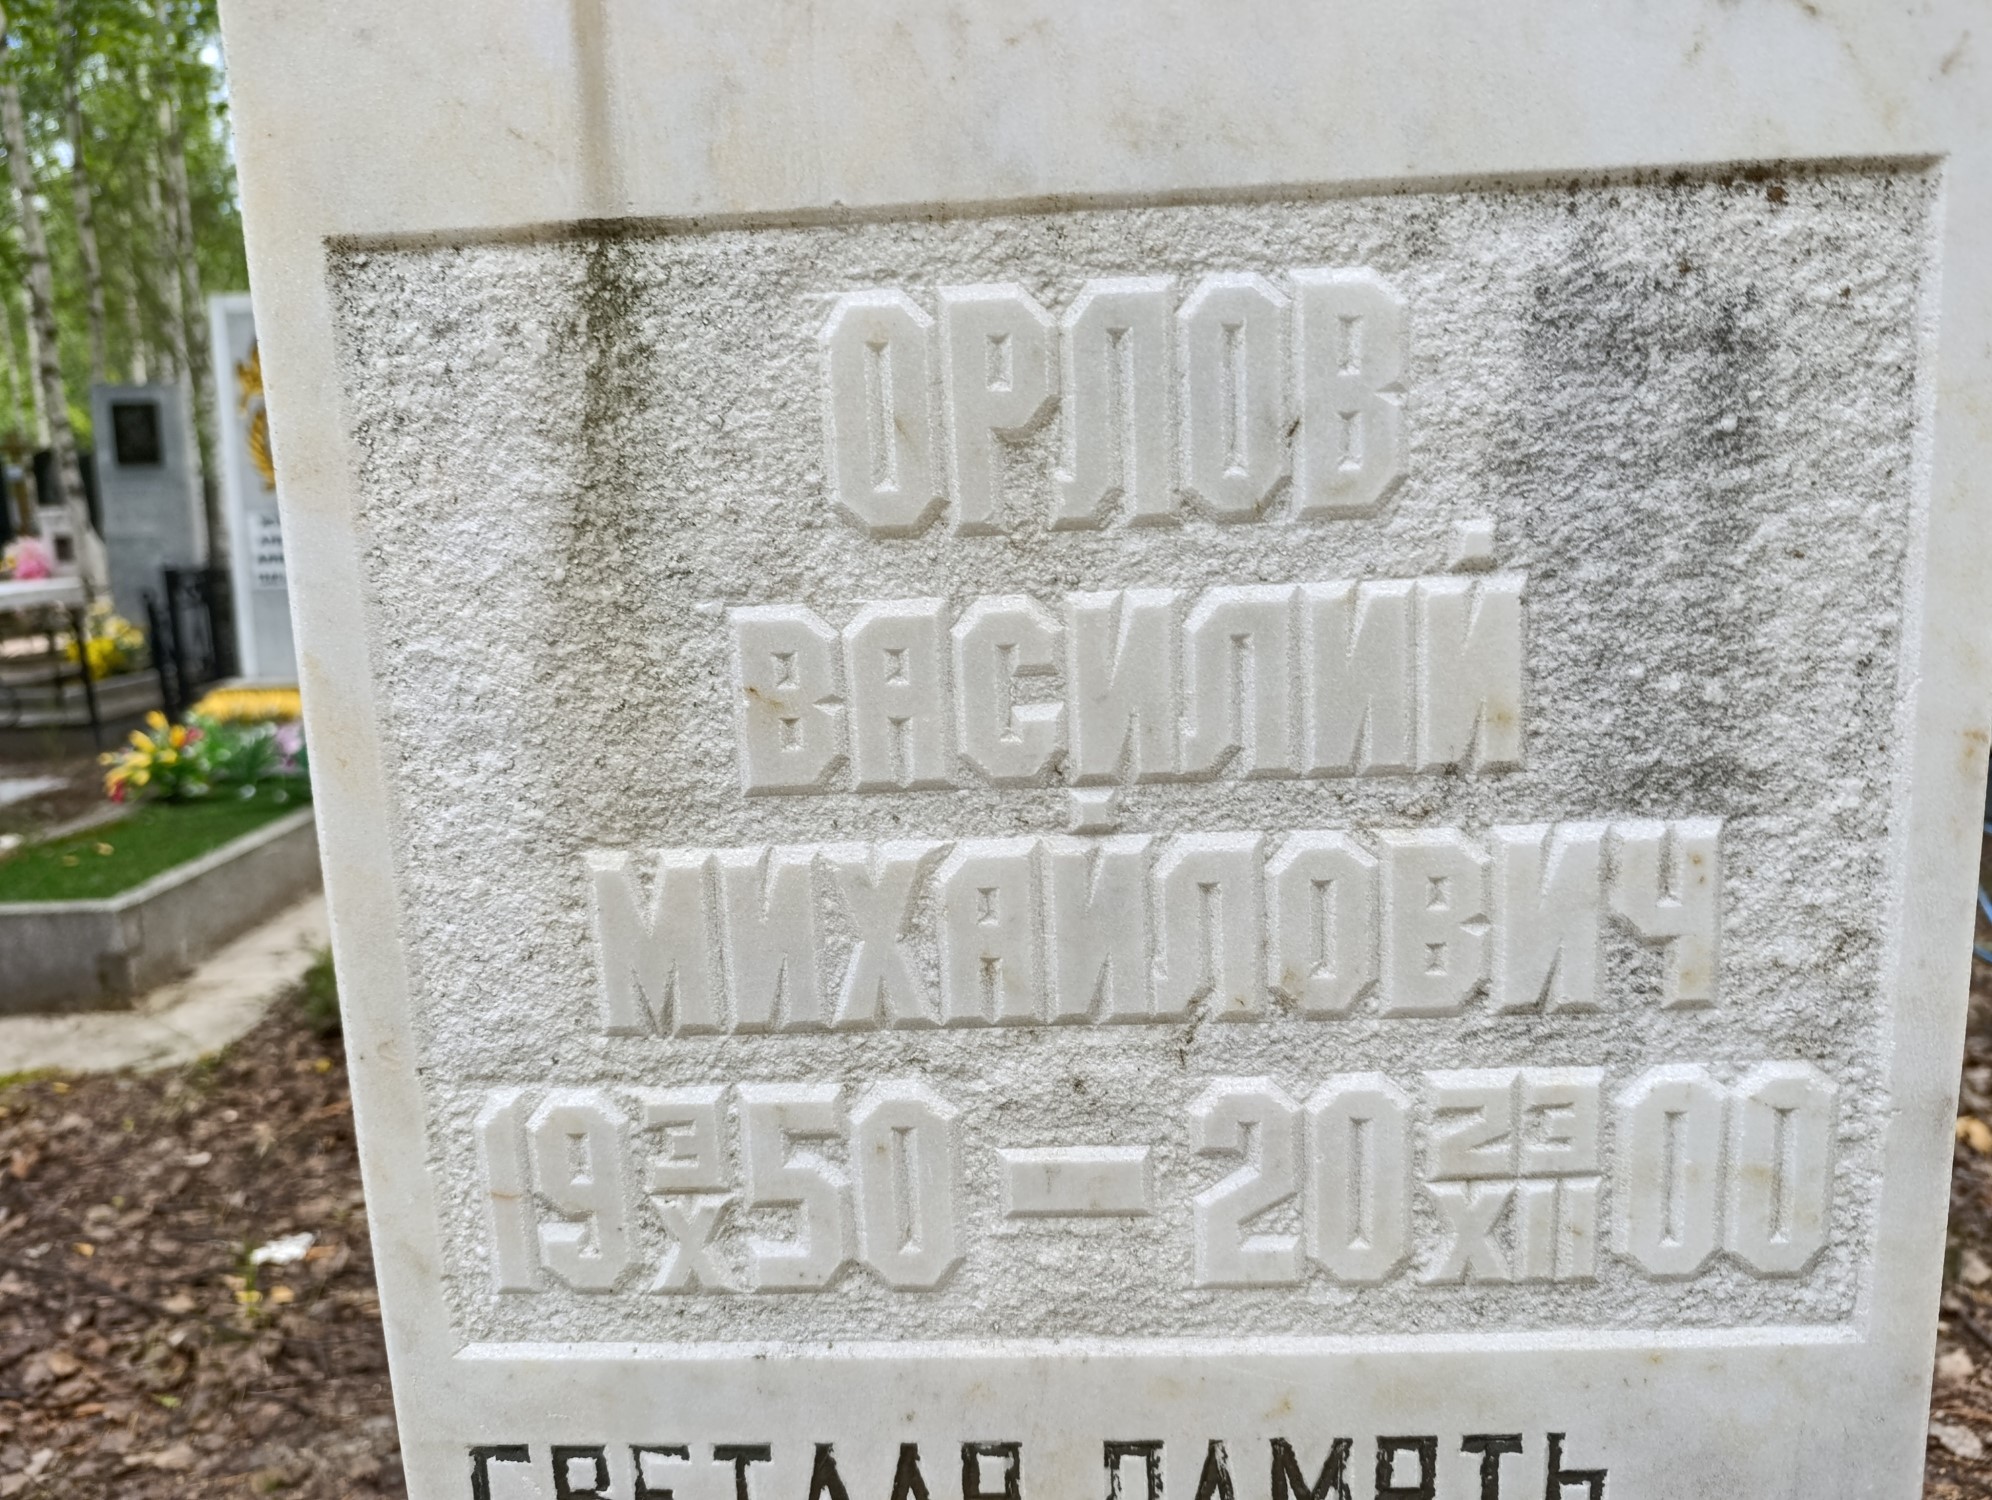 ОРЛОВ
ВАСИЛИЙ
МИХАЙЛОВИЧ
19 3/X 50 — 20 23/XII 00
СВЕТЛАЯ ПАМЯТЬ